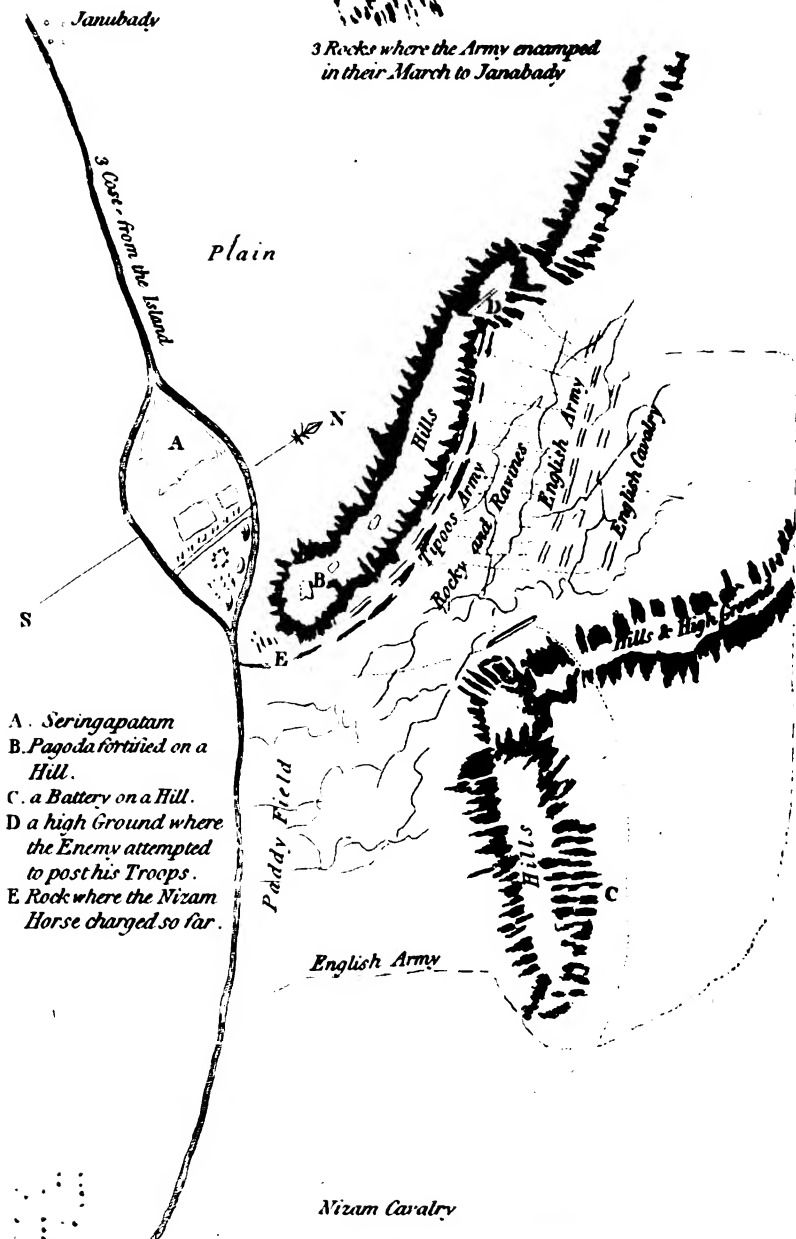 Janubady
3 Rocks where the Army encamped
in their March to Janabady
3 Cose from the Island
Plain
D
A
N
Hills
Tipoos Army
Rocky and Ravines
English Army
English Cavalry
B
S
E
Hills & High Ground
A. Seringapatam
B. Pagoda fortified on a
Hill.
C. a Battery on a Hill.
D a high Ground where
the Enemy attempted
to post his Troops.
E Rock where the Nizam
Horse charged so far.
Paddy Field
Hills
C
English Army
Nizam Cavalry